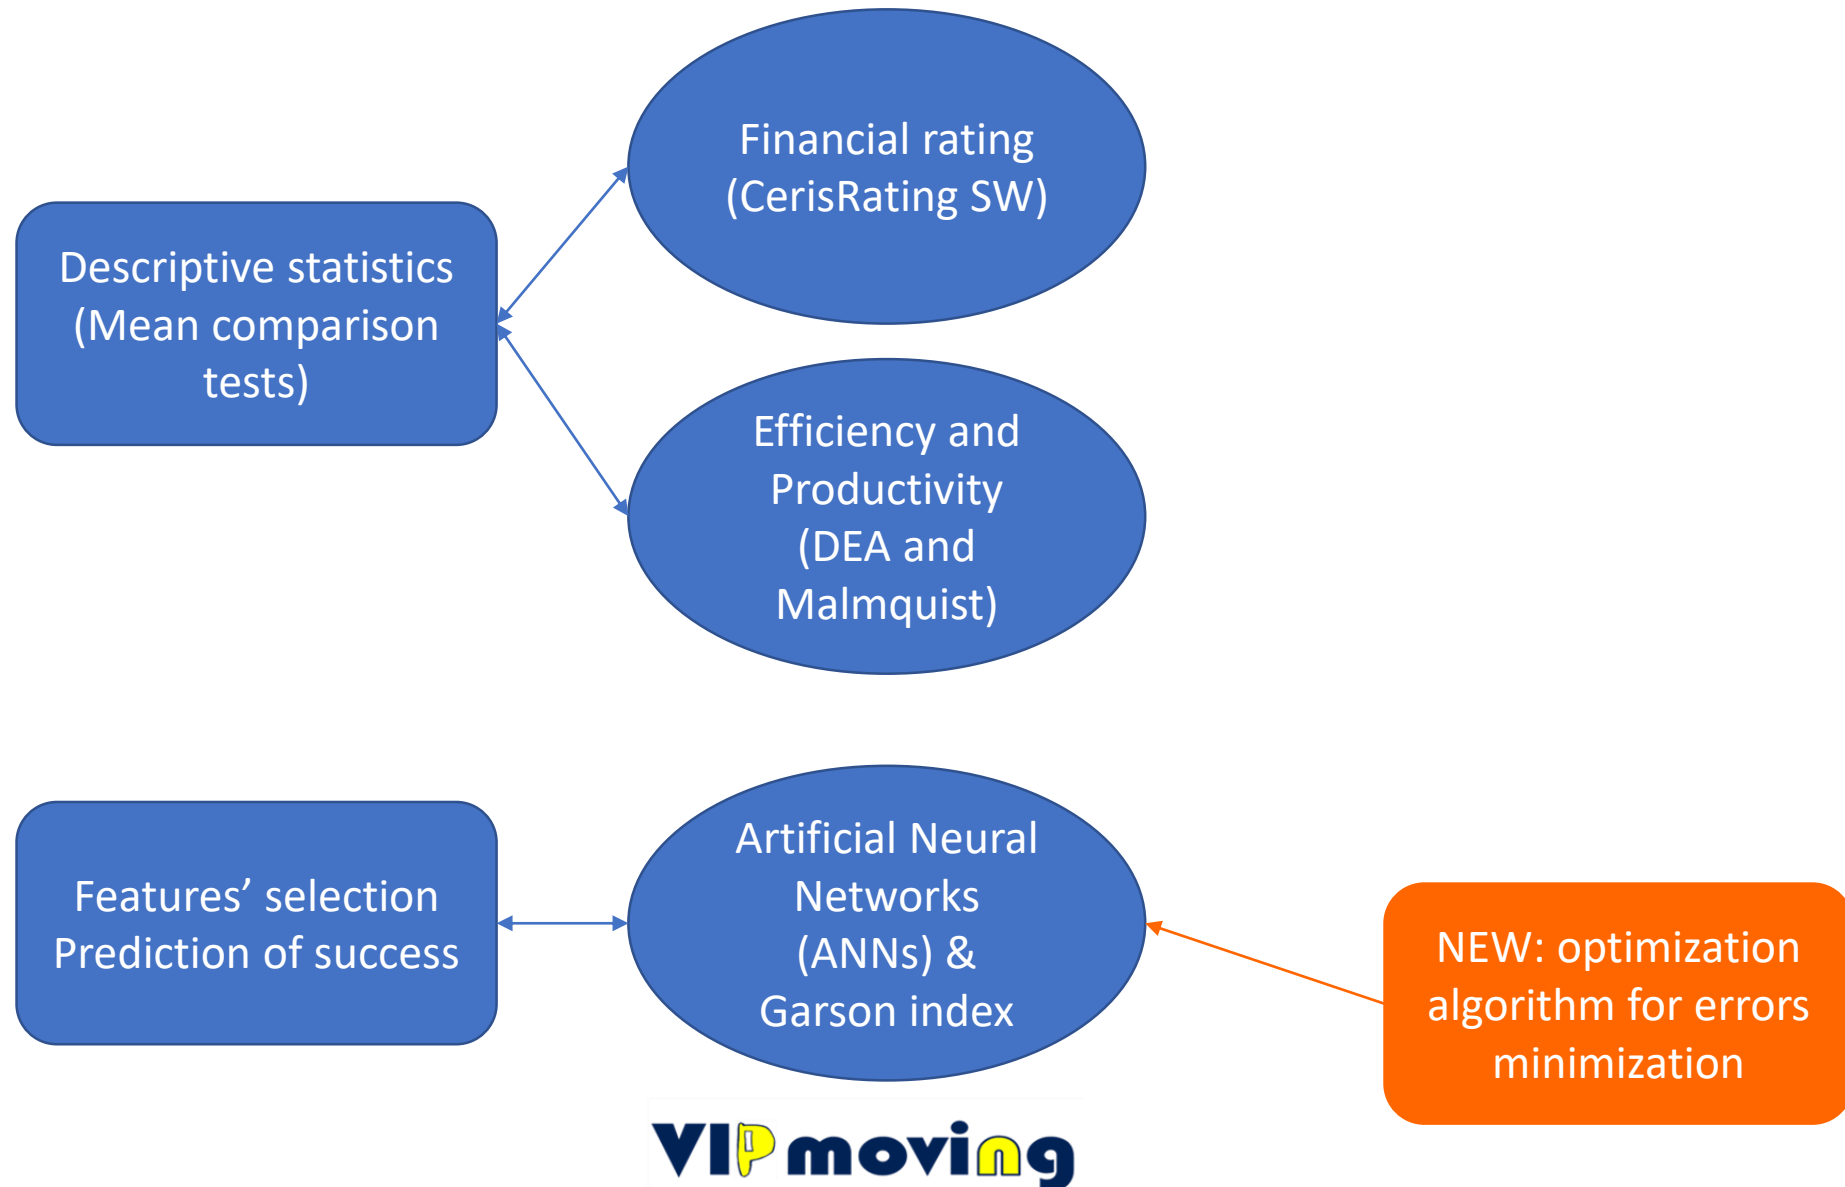 Financial rating
(CerisRating SW)
Descriptive statistics
(Mean comparison
tests)
Efficiency and
Productivity
(DEA and
Malmquist)
Features’ selection
Prediction of success
Artificial Neural
Networks
(ANNs) &
Garson index
NEW: optimization
algorithm for errors
minimization
VIP moving